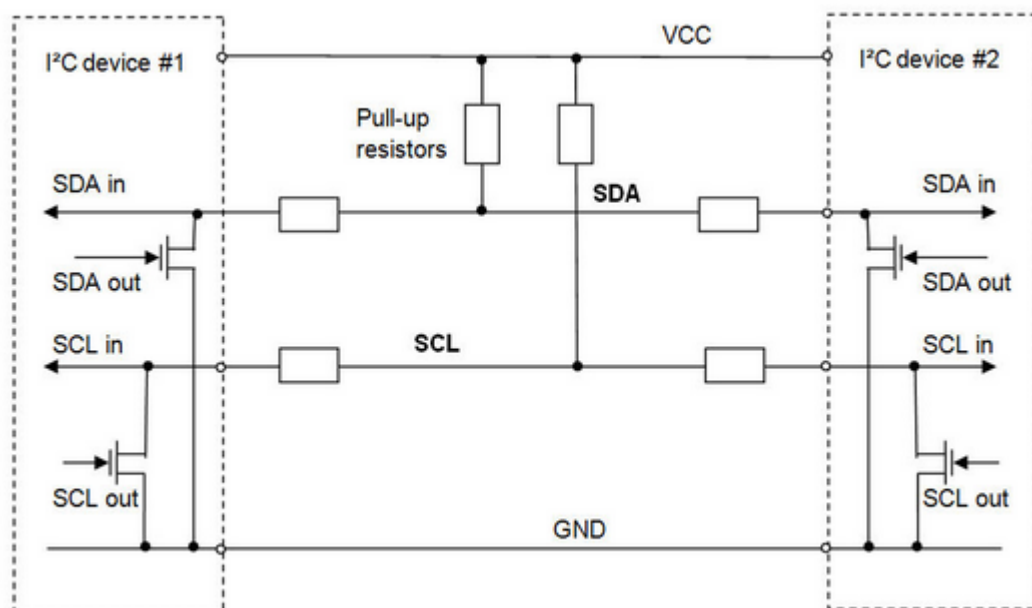 VCC
I²C device #1
I²C device #2
Pull-up
resistors
SDA in
SDA
SDA in
SDA out
SDA out
SCL in
SCL
SCL in
SCL out
SCL out
GND